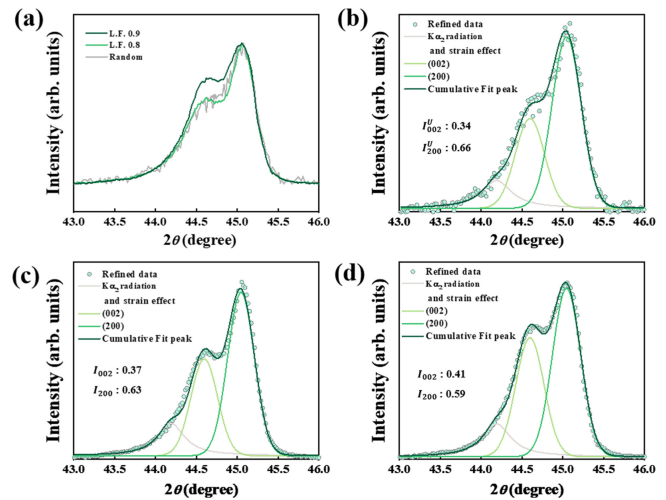 (a)
L.F. 0.9
L.F. 0.8
Random
Intensity (arb. units)
43.0 43.5 44.0 44.5 45.0 45.5 46.0
2θ (degree)
(b)
Refined data
Kα₂ radiation
and strain effect
(002)
(200)
Cumulative Fit peak
I⁠ᵁ₀₀₂ : 0.34
Iᵁ₂₀₀ : 0.66
Intensity (arb. units)
43.0 43.5 44.0 44.5 45.0 45.5 46.0
2θ (degree)
(c)
Refined data
Kα₂ radiation
and strain effect
(002)
(200)
Cumulative Fit peak
I₀₀₂ : 0.37
I₂₀₀ : 0.63
Intensity (arb. units)
43.0 43.5 44.0 44.5 45.0 45.5 46.0
2θ (degree)
(d)
Refined data
Kα₂ radiation
and strain effect
(002)
(200)
Cumulative Fit peak
I₀₀₂ : 0.41
I₂₀₀ : 0.59
Intensity (arb. units)
43.0 43.5 44.0 44.5 45.0 45.5 46.0
2θ (degree)